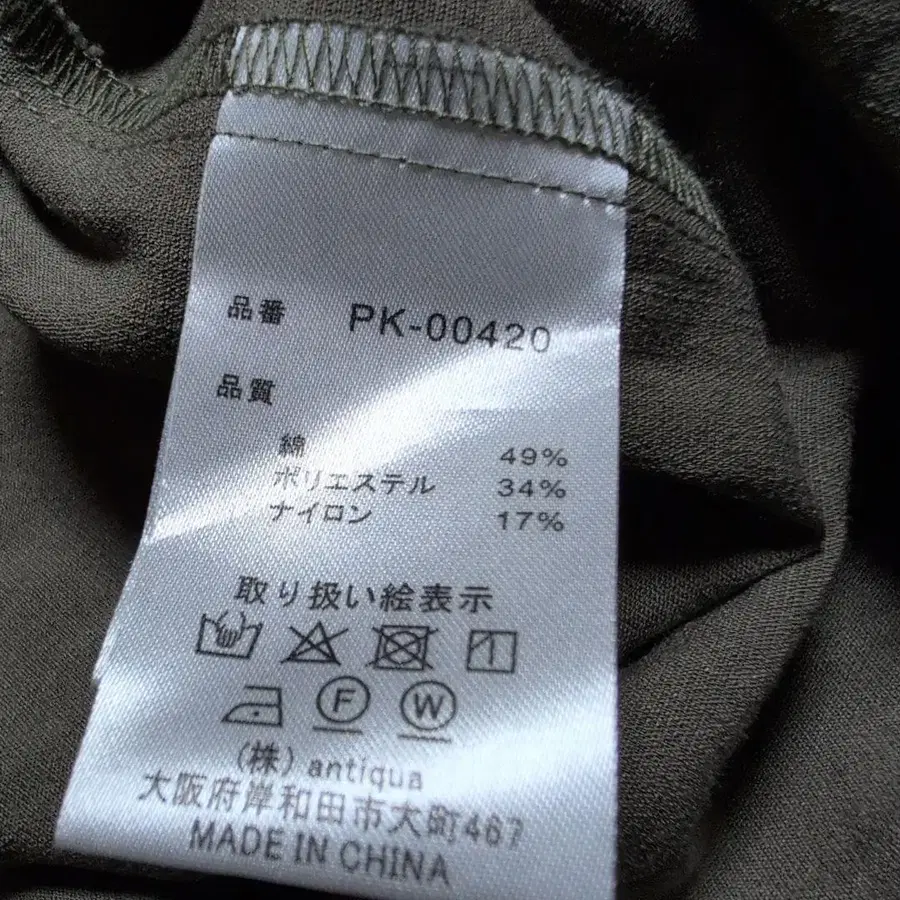 品番 PK-00420
品質
綿 49%
ポリエステル 34%
ナイロン 17%
取り扱い絵表示
F W
(株) antiqua
大阪府岸和田市大町467
MADE IN CHINA